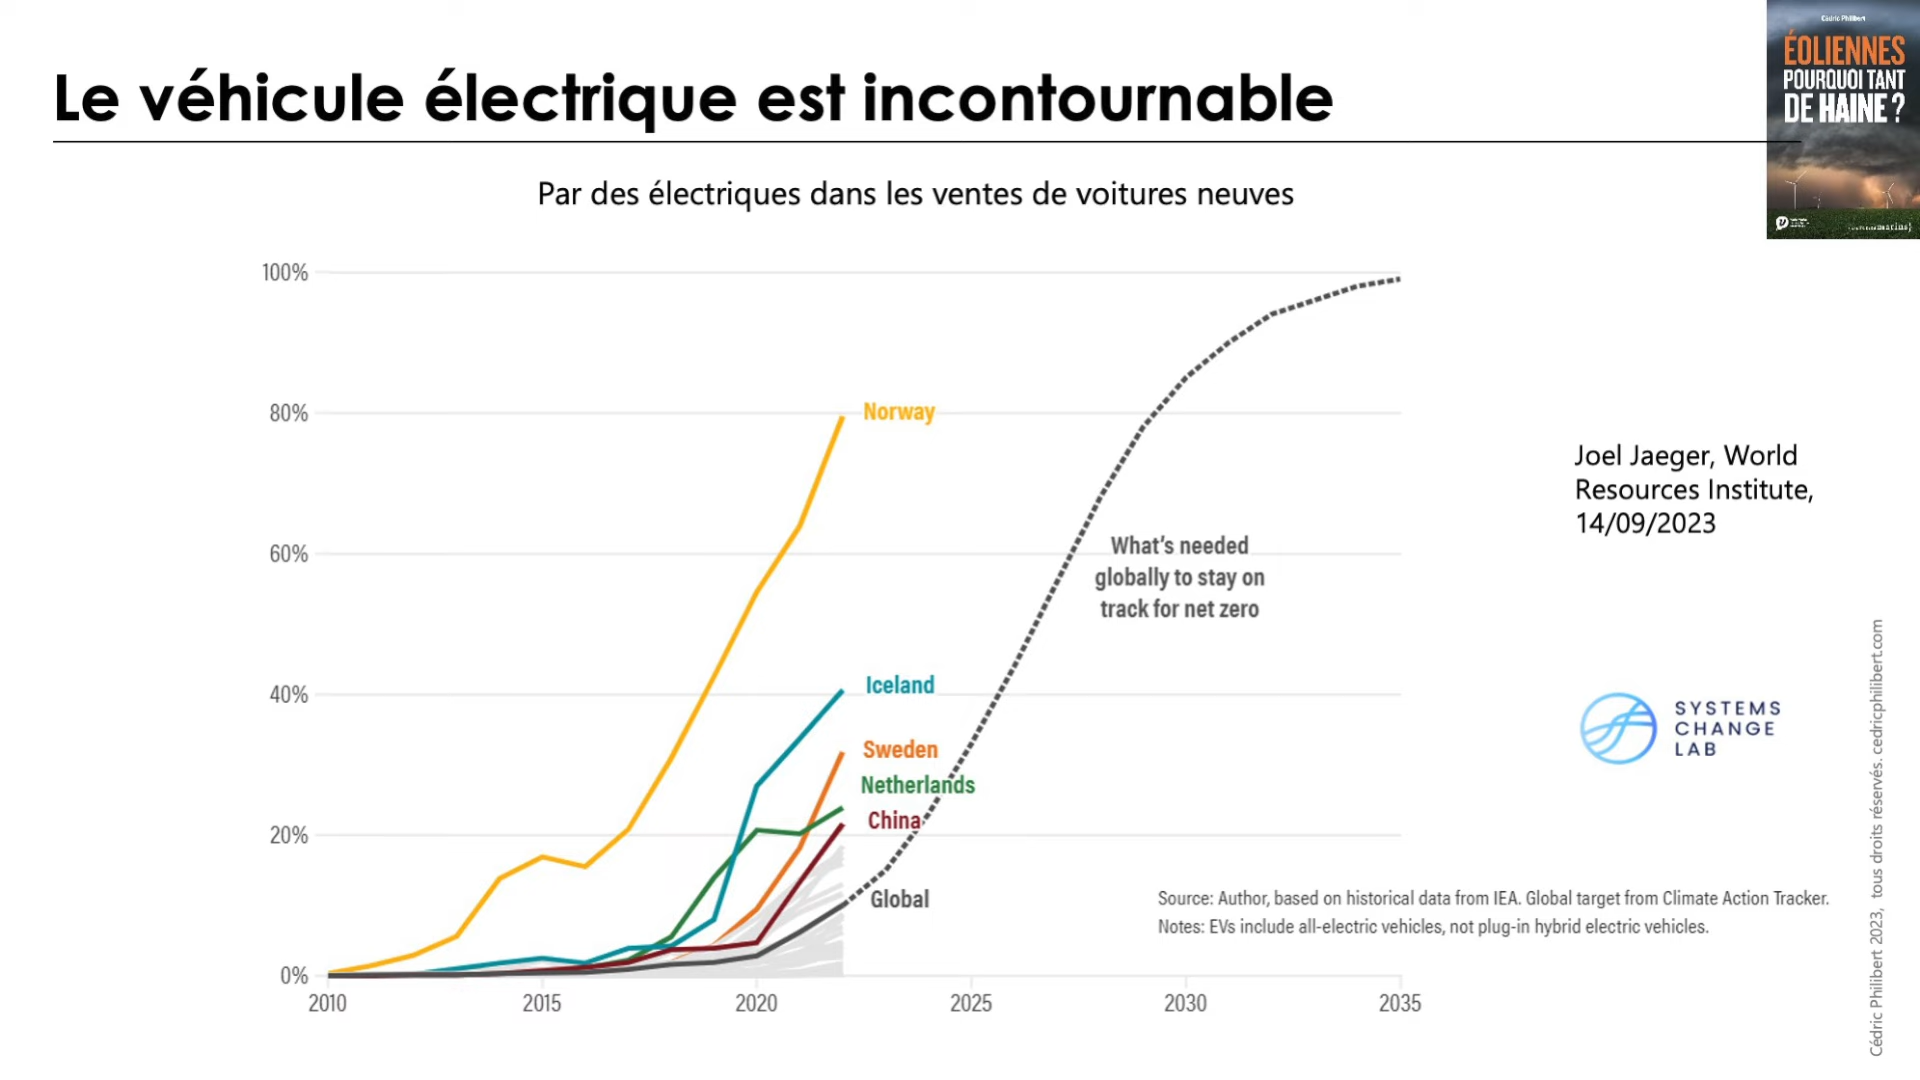 Cédric Philibert
ÉOLIENNES
POURQUOI TANT
DE HAINE ?
Le véhicule électrique est incontournable
Par des électriques dans les ventes de voitures neuves
100%
80%
60%
40%
20%
0%
2010
2015
2020
2025
2030
2035
Norway
Iceland
Sweden
Netherlands
China
Global
What's needed
globally to stay on
track for net zero
Joel Jaeger, World
Resources Institute,
14/09/2023
SYSTEMS
CHANGE
LAB
Source: Author, based on historical data from IEA. Global target from Climate Action Tracker.
Notes: EVs include all-electric vehicles, not plug-in hybrid electric vehicles.
Cédric Philibert 2023, tous droits réservés. cedricphilibert.com